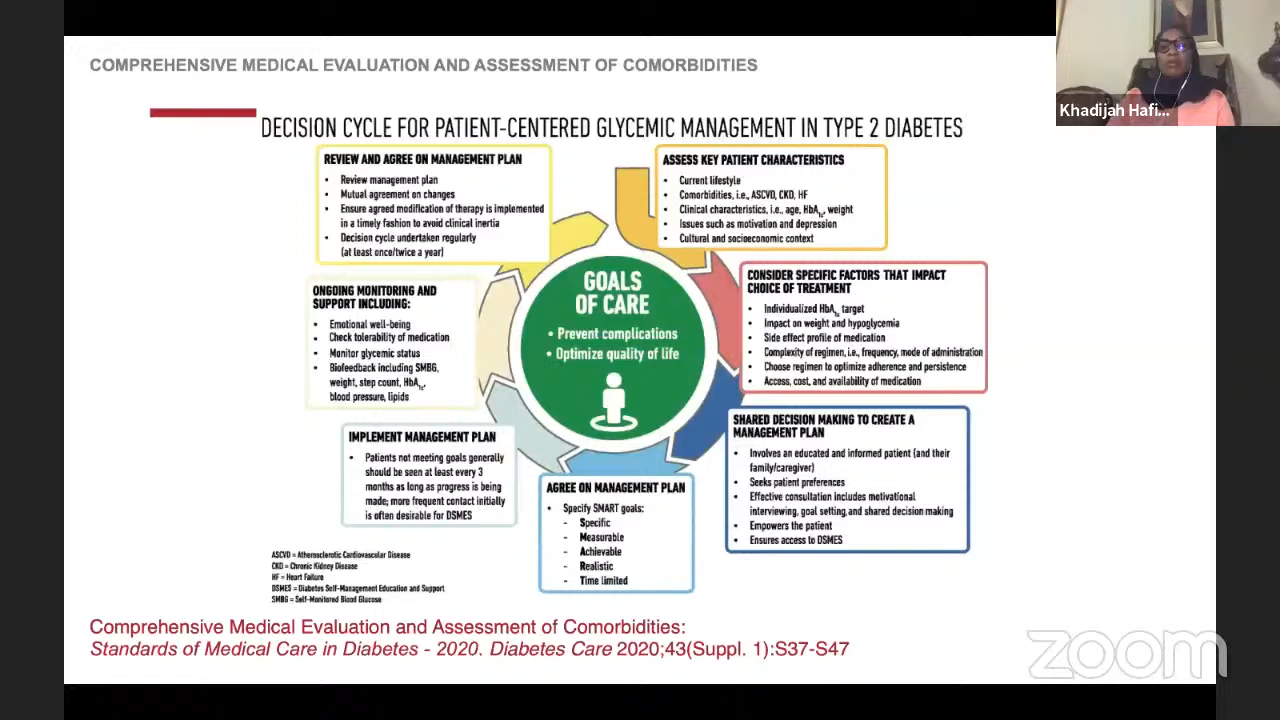 COMPREHENSIVE MEDICAL EVALUATION AND ASSESSMENT OF COMORBIDITIES
Khadijah Hafi...
DECISION CYCLE FOR PATIENT-CENTERED GLYCEMIC MANAGEMENT IN TYPE 2 DIABETES
REVIEW AND AGREE ON MANAGEMENT PLAN
• Review management plan
• Mutual agreement on changes
• Ensure agreed modification of therapy is implemented
in a timely fashion to avoid clinical inertia
• Decision cycle undertaken regularly
(at least once/twice a year)
ASSESS KEY PATIENT CHARACTERISTICS
• Current lifestyle
• Comorbidities, i.e., ASCVD, CKD, HF
• Clinical characteristics, i.e., age, HbA1c, weight
• Issues such as motivation and depression
• Cultural and socioeconomic context
CONSIDER SPECIFIC FACTORS THAT IMPACT
CHOICE OF TREATMENT
• Individualized HbA1c target
• Impact on weight and hypoglycemia
• Side effect profile of medication
• Complexity of regimen, i.e., frequency, mode of administration
• Choose regimen to optimize adherence and persistence
• Access, cost, and availability of medication
SHARED DECISION MAKING TO CREATE A
MANAGEMENT PLAN
• Involves an educated and informed patient (and their
family/caregiver)
• Seeks patient preferences
• Effective consultation includes motivational
interviewing, goal setting, and shared decision making
• Empowers the patient
• Ensures access to DSMES
AGREE ON MANAGEMENT PLAN
• Specify SMART goals:
- Specific
- Measurable
- Achievable
- Realistic
- Time limited
IMPLEMENT MANAGEMENT PLAN
• Patients not meeting goals generally
should be seen at least every 3
months as long as progress is being
made; more frequent contact initially
is often desirable for DSMES
ONGOING MONITORING AND
SUPPORT INCLUDING:
• Emotional well-being
• Check tolerability of medication
• Monitor glycemic status
• Biofeedback including SMBG,
weight, step count, HbA1c,
blood pressure, lipids
GOALS
OF CARE
• Prevent complications
• Optimize quality of life
ASCVD = Atherosclerotic Cardiovascular Disease
CKD = Chronic Kidney Disease
HF = Heart Failure
DSMES = Diabetes Self-Management Education and Support
SMBG = Self-Monitored Blood Glucose
Comprehensive Medical Evaluation and Assessment of Comorbidities:
Standards of Medical Care in Diabetes - 2020. Diabetes Care 2020;43(Suppl. 1):S37-S47
zoom